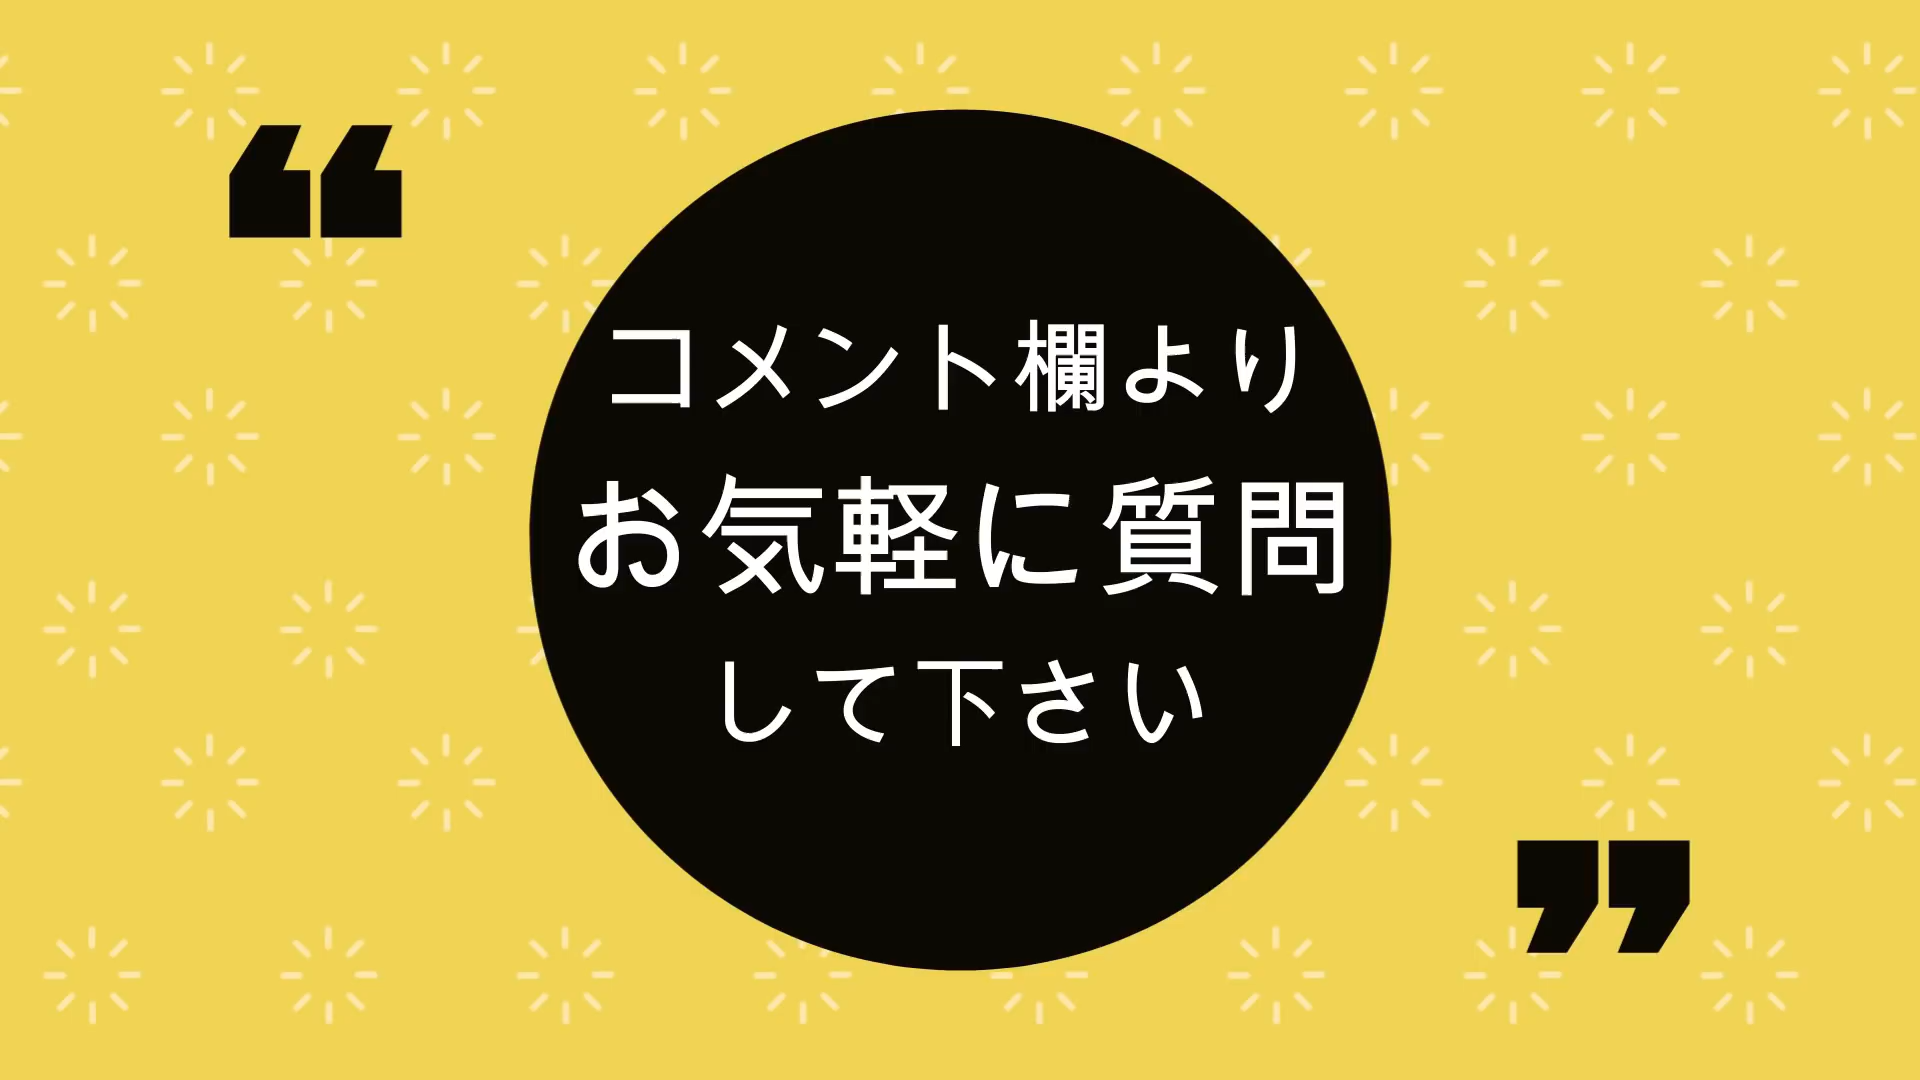 ❝
コメント欄より
お気軽に質問
して下さい
❞